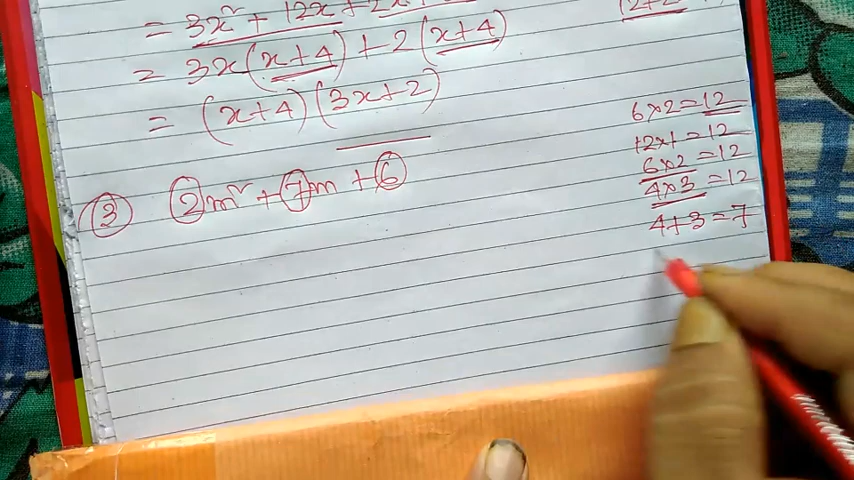 = 3x² + 12x + 2x +
= 3x (x+4) + 2 (x+4)
= (x+4) (3x+2)
③ 2m² + 7m + 6
6×2 = 12
12×1 = 12
6×2 = 12
4×3 = 12
4+3 = 7